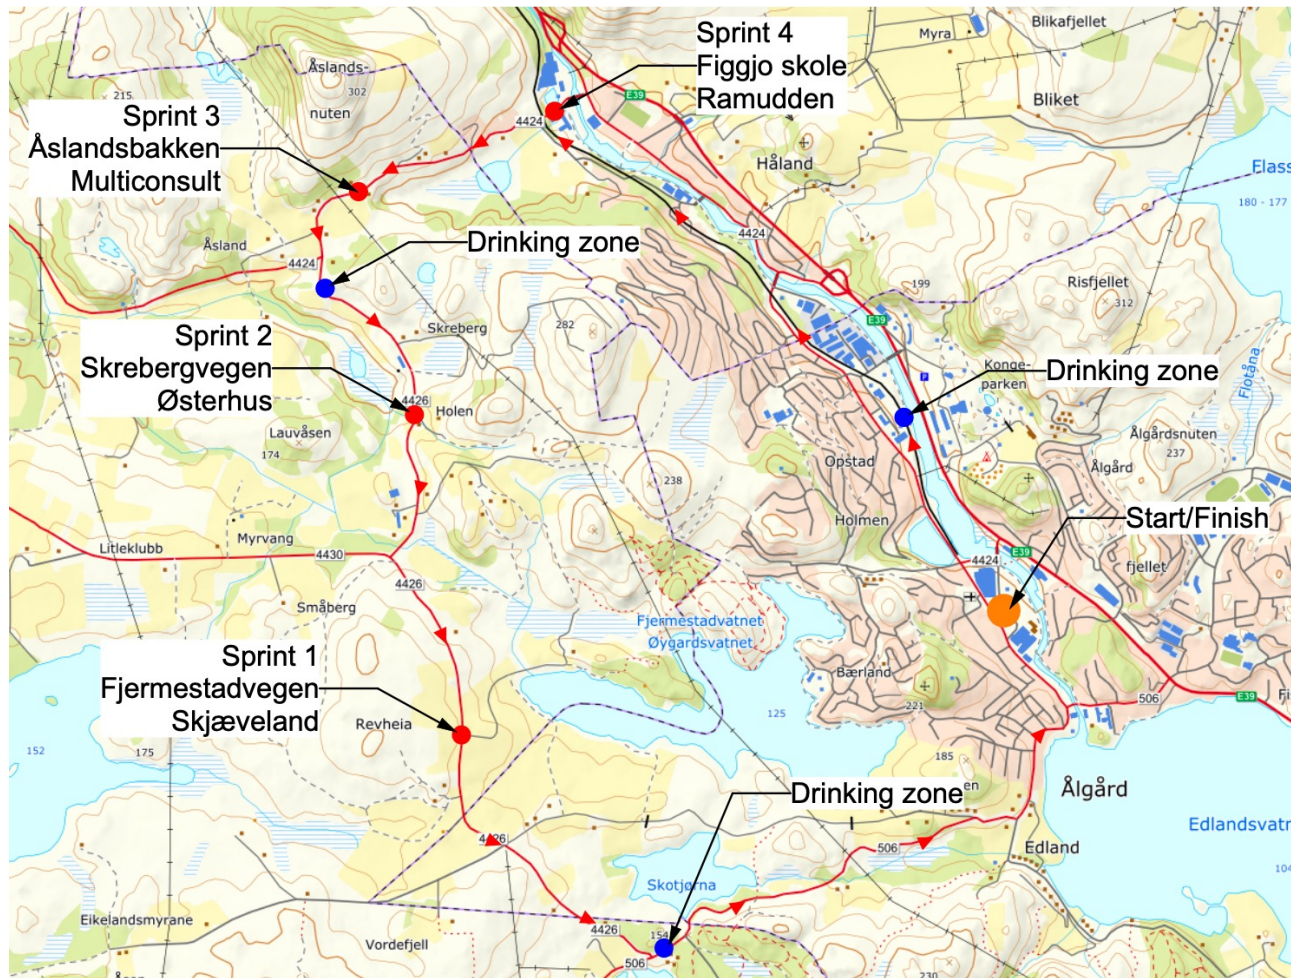 Blikafjellet
Myra
Sprint 4
Figgjo skole
Ramudden
Åslands-
302
nuten
215
E39
Bliket
Sprint 3
Åslandsbakken
Multiconsult
4424
Håland
Flass
180 - 177
Åsland
Drinking zone
4424
4424
199
Risfjellet
312
Sprint 2
Skrebergvegen
Østerhus
Skreberg
282
E39
Konge-
parken
P
Drinking zone
Flotåna
4426
Holen
Lauvåsen
174
Opstad
Ålgårdsnuten
237
Ålgård
238
Holmen
Start/Finish
Litleklubb
Myrvang
4430
4426
4424
E39
fjellet
Småberg
Fjermestadvatnet
Øygardsvatnet
Sprint 1
Fjermestadvegen
Skjæveland
Bærland
221
506
E39
Fi
Revheia
125
152
175
185
en
Drinking zone
Ålgård
Edlandsvatn
4426
506
Edland
104
Skotjørna
Eikelandsmyrane
Vordefjell
4426
154
506
230